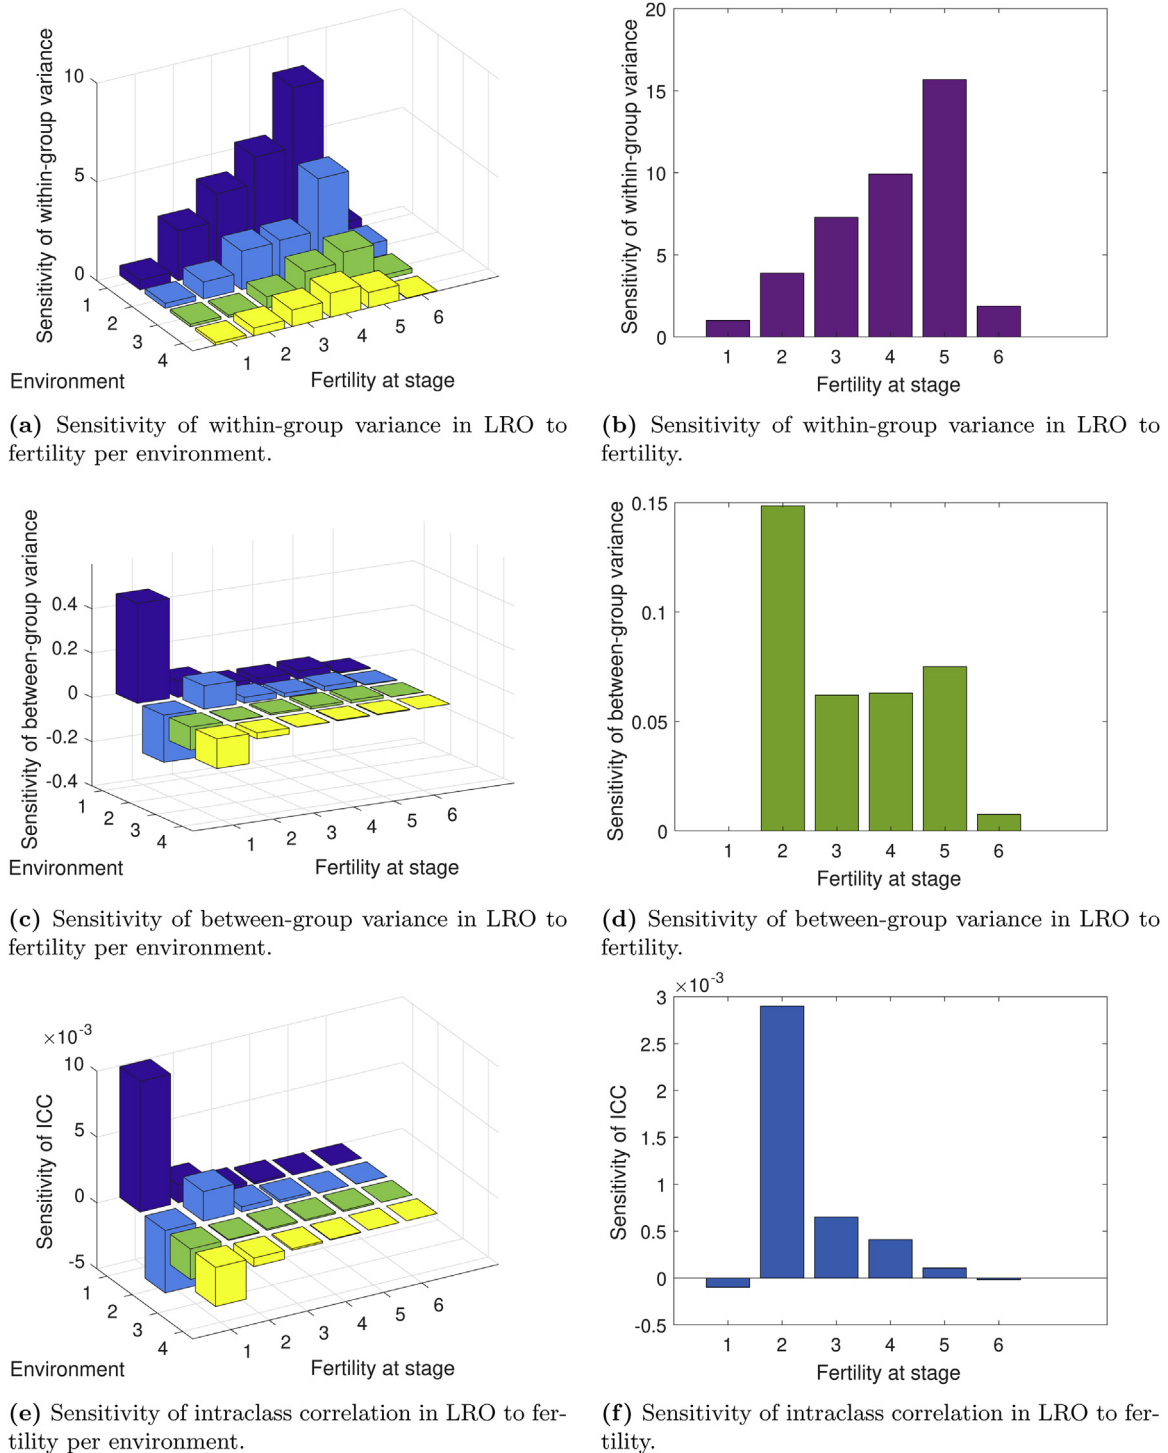 Sensitivity of within-group variance
10
5
0
1
2
3
4
1
2
3
4
5
6
Environment
Fertility at stage
(a) Sensitivity of within-group variance in LRO to
fertility per environment.
Sensitivity of within-group variance
20
15
10
5
0
1 2 3 4 5 6
Fertility at stage
(b) Sensitivity of within-group variance in LRO to
fertility.
Sensitivity of between-group variance
0.4
0.2
0
-0.2
-0.4
1
2
3
4
1
2
3
4
5
6
Environment
Fertility at stage
(c) Sensitivity of between-group variance in LRO to
fertility per environment.
Sensitivity of between-group variance
0.15
0.1
0.05
0
1 2 3 4 5 6
Fertility at stage
(d) Sensitivity of between-group variance in LRO to
fertility.
×10-3
Sensitivity of ICC
10
5
0
-5
1
2
3
4
1
2
3
4
5
6
Environment
Fertility at stage
(e) Sensitivity of intraclass correlation in LRO to fer-
tility per environment.
×10-3
Sensitivity of ICC
3
2.5
2
1.5
1
0.5
0
-0.5
1 2 3 4 5 6
Fertility at stage
(f) Sensitivity of intraclass correlation in LRO to fer-
tility.